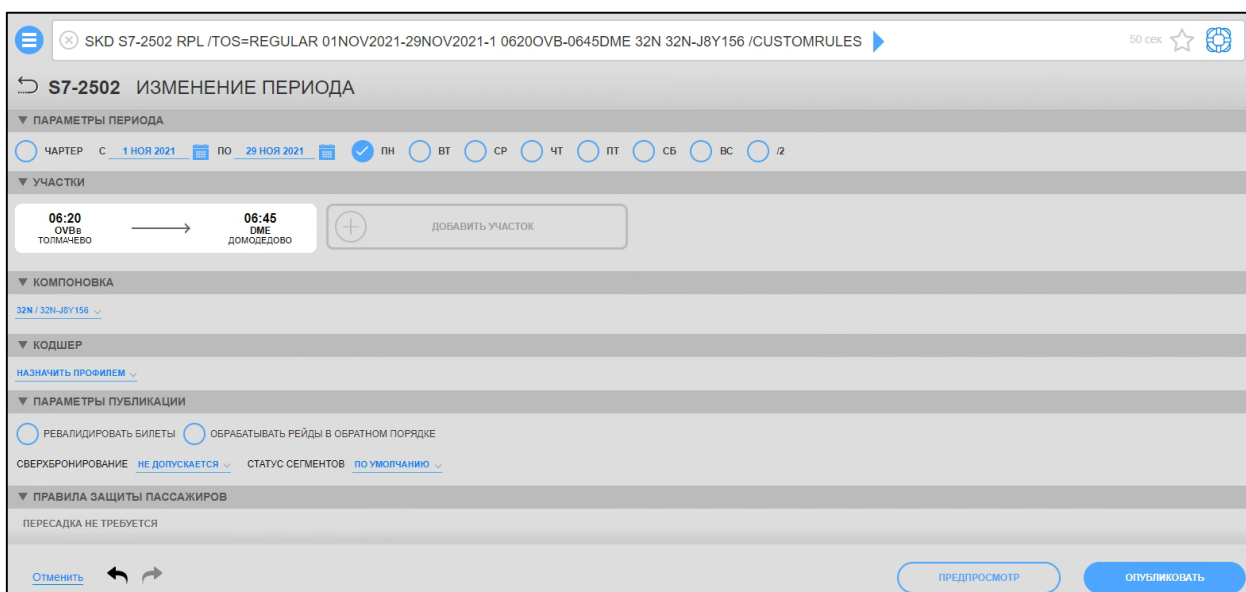 SKD S7-2502 RPL /TOS=REGULAR 01NOV2021-29NOV2021-1 0620OVB-0645DME 32N 32N-J8Y156 /CUSTOMRULES 50 сек
S7-2502 ИЗМЕНЕНИЕ ПЕРИОДА
ПАРАМЕТРЫ ПЕРИОДА
ЧАРТЕР С 1 НОЯ 2021 ПО 29 НОЯ 2021 ПН ВТ СР ЧТ ПТ СБ ВС /2
УЧАСТКИ
06:20 06:45
OVBв DME
ТОЛМАЧЕВО ДОМОДЕДОВО
ДОБАВИТЬ УЧАСТОК
КОМПОНОВКА
32N / 32N-J8Y156
КОДШЕР
НАЗНАЧИТЬ ПРОФИЛЕМ
ПАРАМЕТРЫ ПУБЛИКАЦИИ
РЕВАЛИДИРОВАТЬ БИЛЕТЫ ОБРАБАТЫВАТЬ РЕЙДЫ В ОБРАТНОМ ПОРЯДКЕ
СВЕРХБРОНИРОВАНИЕ НЕ ДОПУСКАЕТСЯ СТАТУС СЕГМЕНТОВ ПО УМОЛЧАНИЮ
ПРАВИЛА ЗАЩИТЫ ПАССАЖИРОВ
ПЕРЕСАДКА НЕ ТРЕБУЕТСЯ
Отменить ПРЕДПРОСМОТР ОПУБЛИКОВАТЬ